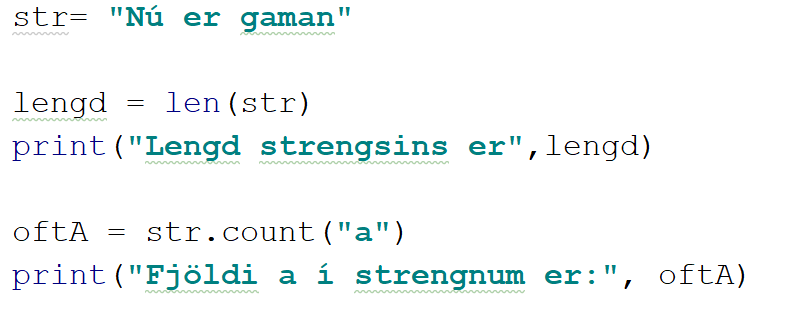 str= "Nú er gaman"
lengd = len(str)
print("Lengd strengsins er",lengd)
oftA = str.count("a")
print("Fjöldi a í strengnum er:", oftA)